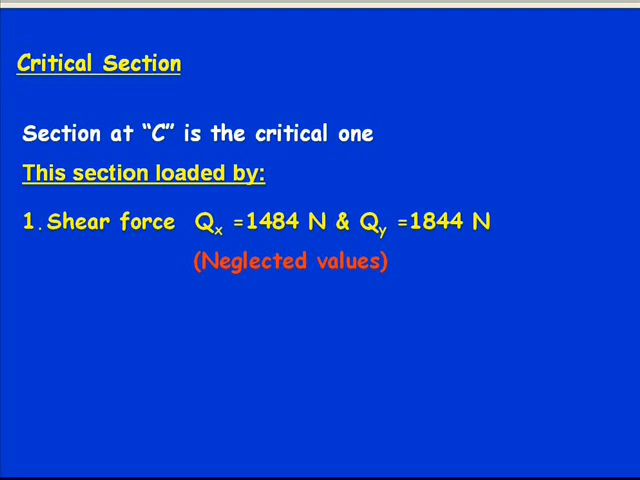 Critical Section
Section at “C” is the critical one
This section loaded by:
1.Shear force Qx =1484 N & Qy =1844 N
(Neglected values)